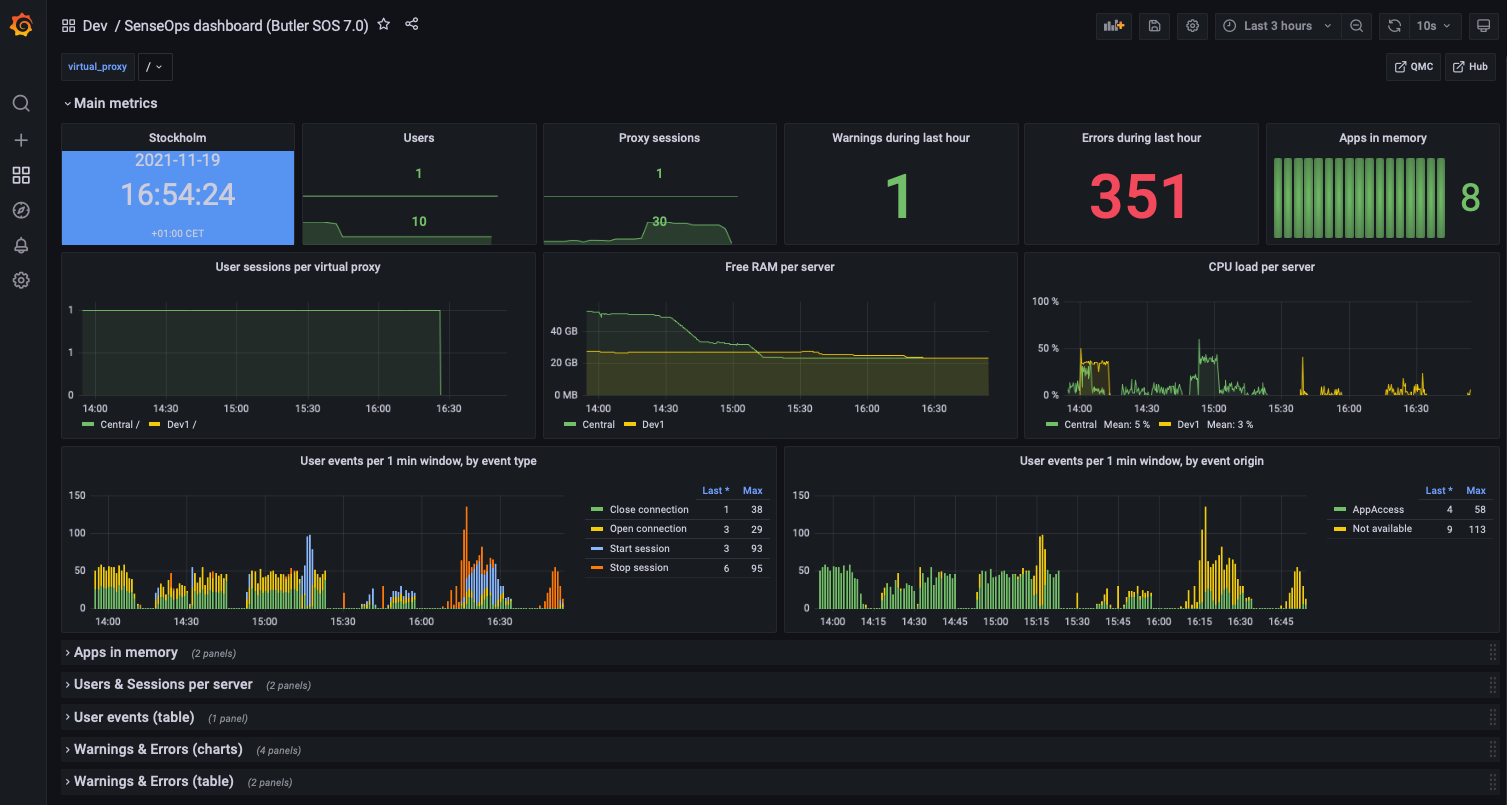 Dev / SenseOps dashboard (Butler SOS 7.0)
Last 3 hours
10s
virtual_proxy
/
QMC
Hub
Main metrics
Stockholm
2021-11-19
16:54:24
+01:00 CET
Users
1
10
Proxy sessions
1
30
Warnings during last hour
1
Errors during last hour
351
Apps in memory
8
User sessions per virtual proxy
1
1
0
14:00 14:30 15:00 15:30 16:00 16:30
Central / Dev1 /
Free RAM per server
40 GB
20 GB
0 MB
14:00 14:30 15:00 15:30 16:00 16:30
Central Dev1
CPU load per server
100 %
50 %
0 %
14:00 14:30 15:00 15:30 16:00 16:30
Central Mean: 5 % Dev1 Mean: 3 %
User events per 1 min window, by event type
150
100
50
0
14:00 14:30 15:00 15:30 16:00 16:30
Last * Max
Close connection 1 38
Open connection 3 29
Start session 3 93
Stop session 6 95
User events per 1 min window, by event origin
150
100
50
0
14:00 14:15 14:30 14:45 15:00 15:15 15:30 15:45 16:00 16:15 16:30 16:45
Last * Max
AppAccess 4 58
Not available 9 113
Apps in memory (2 panels)
Users & Sessions per server (2 panels)
User events (table) (1 panel)
Warnings & Errors (charts) (4 panels)
Warnings & Errors (table) (2 panels)